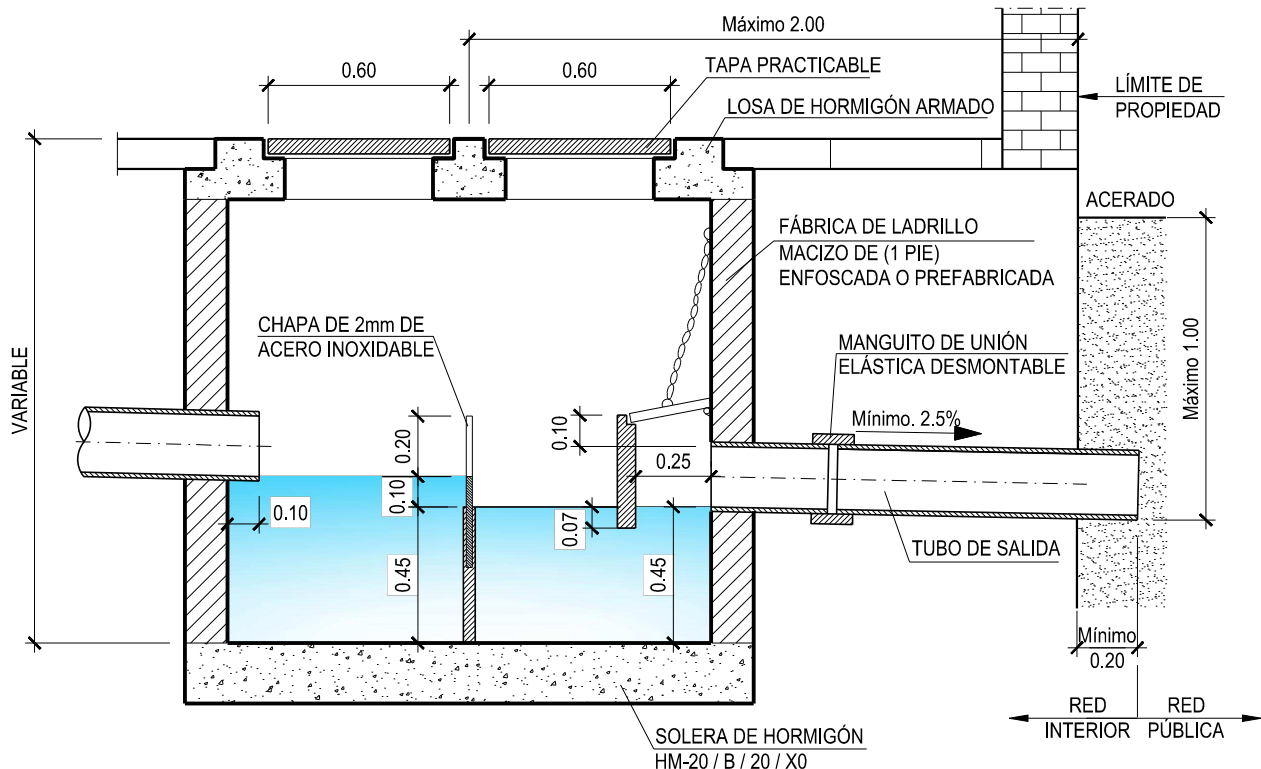 Máximo 2.00
0.60
0.60
TAPA PRACTICABLE
LOSA DE HORMIGÓN ARMADO
LÍMITE DE
PROPIEDAD
ACERADO
FÁBRICA DE LADRILLO
MACIZO DE (1 PIE)
ENFOSCADA O PREFABRICADA
CHAPA DE 2mm DE
ACERO INOXIDABLE
MANGUITO DE UNIÓN
ELÁSTICA DESMONTABLE
VARIABLE
Máximo 1.00
Mínimo. 2.5%
0.20
0.10
0.25
0.10
0.10
0.07
0.45
0.45
TUBO DE SALIDA
Mínimo
0.20
RED
INTERIOR
RED
PÚBLICA
SOLERA DE HORMIGÓN
HM-20 / B / 20 / X0